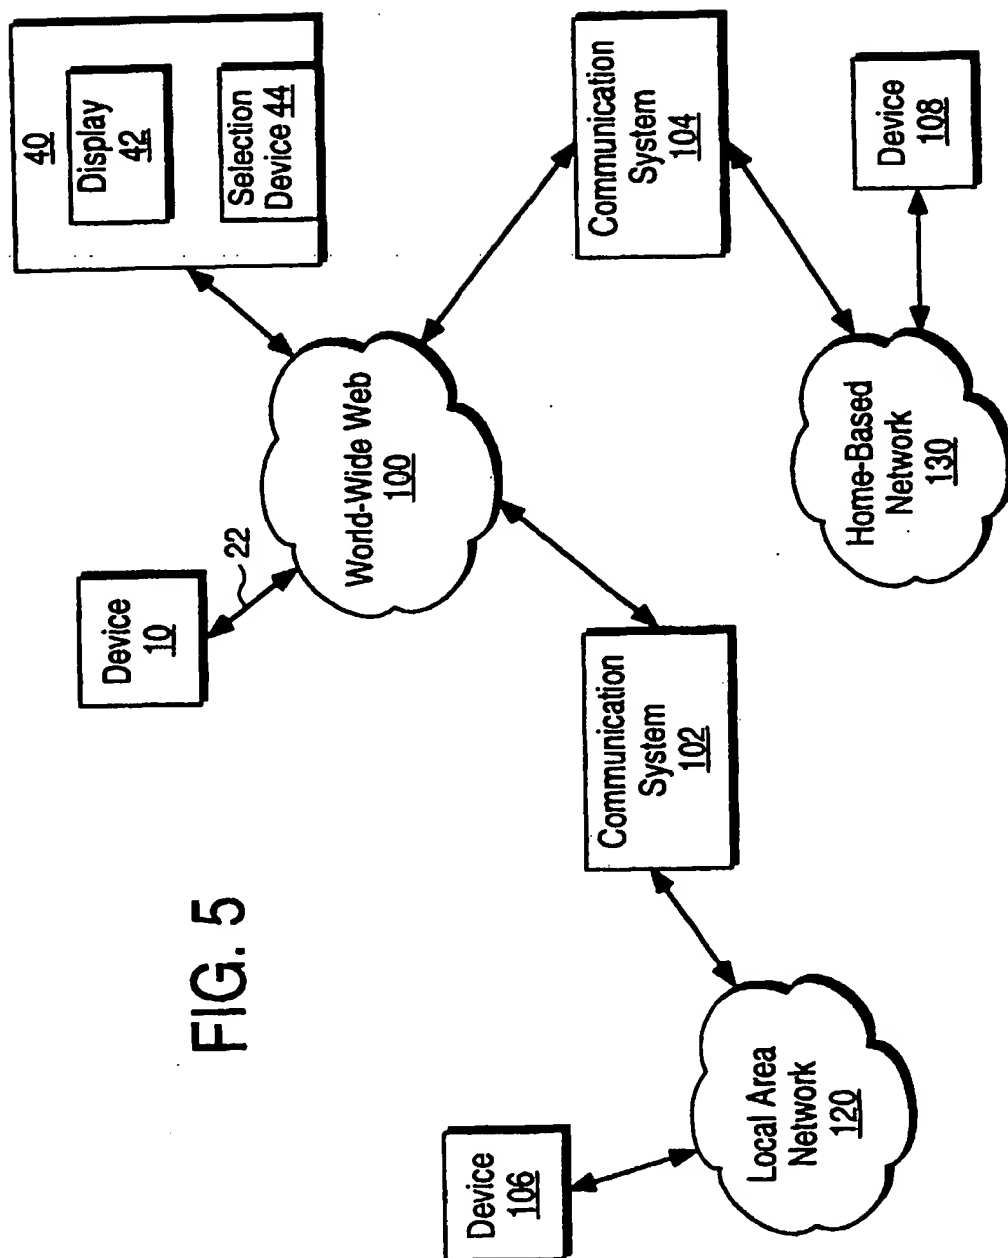 FIG. 5
Device
106
Local Area
Network
120
Device
10
22
World-Wide Web
100
Communication
System
102
40
Display
42
Selection
Device 44
Communication
System
104
Home-Based
Network
130
Device
108